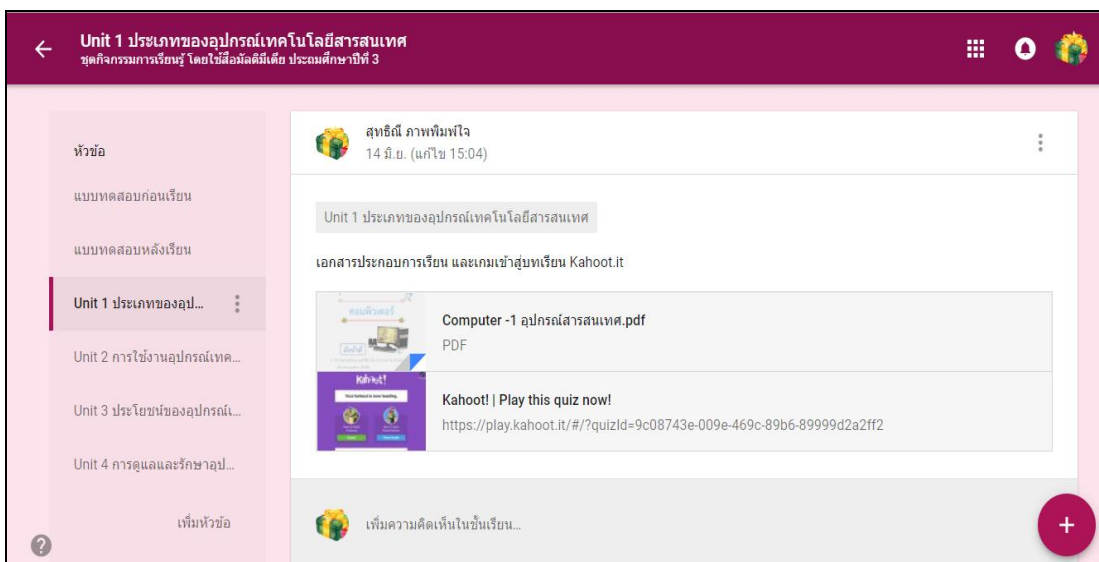 Unit 1 ประเภทของอุปกรณ์เทคโนโลยีสารสนเทศ
ชุดกิจกรรมการเรียนรู้ โดยใช้สื่อมัลติมีเดีย ประถมศึกษาปีที่ 3
หัวข้อ
แบบทดสอบก่อนเรียน
แบบทดสอบหลังเรียน
Unit 1 ประเภทของอุป...
Unit 2 การใช้งานอุปกรณ์เทค...
Unit 3 ประโยชน์ของอุปกรณ์เ...
Unit 4 การดูแลและรักษาอุป...
เพิ่มหัวข้อ
สุทธิณี ภาพพิมพ์ใจ
14 มิ.ย. (แก้ไข 15:04)
Unit 1 ประเภทของอุปกรณ์เทคโนโลยีสารสนเทศ
เอกสารประกอบการเรียน และเกมเข้าสู่บทเรียน Kahoot.it
คอมพิวเตอร์
Computer -1 อุปกรณ์สารสนเทศ.pdf
PDF
Kahoot!
Kahoot! | Play this quiz now!
https://play.kahoot.it/#/?quizId=9c08743e-009e-469c-89b6-89999d2a2ff2
เพิ่มความคิดเห็นในชั้นเรียน...